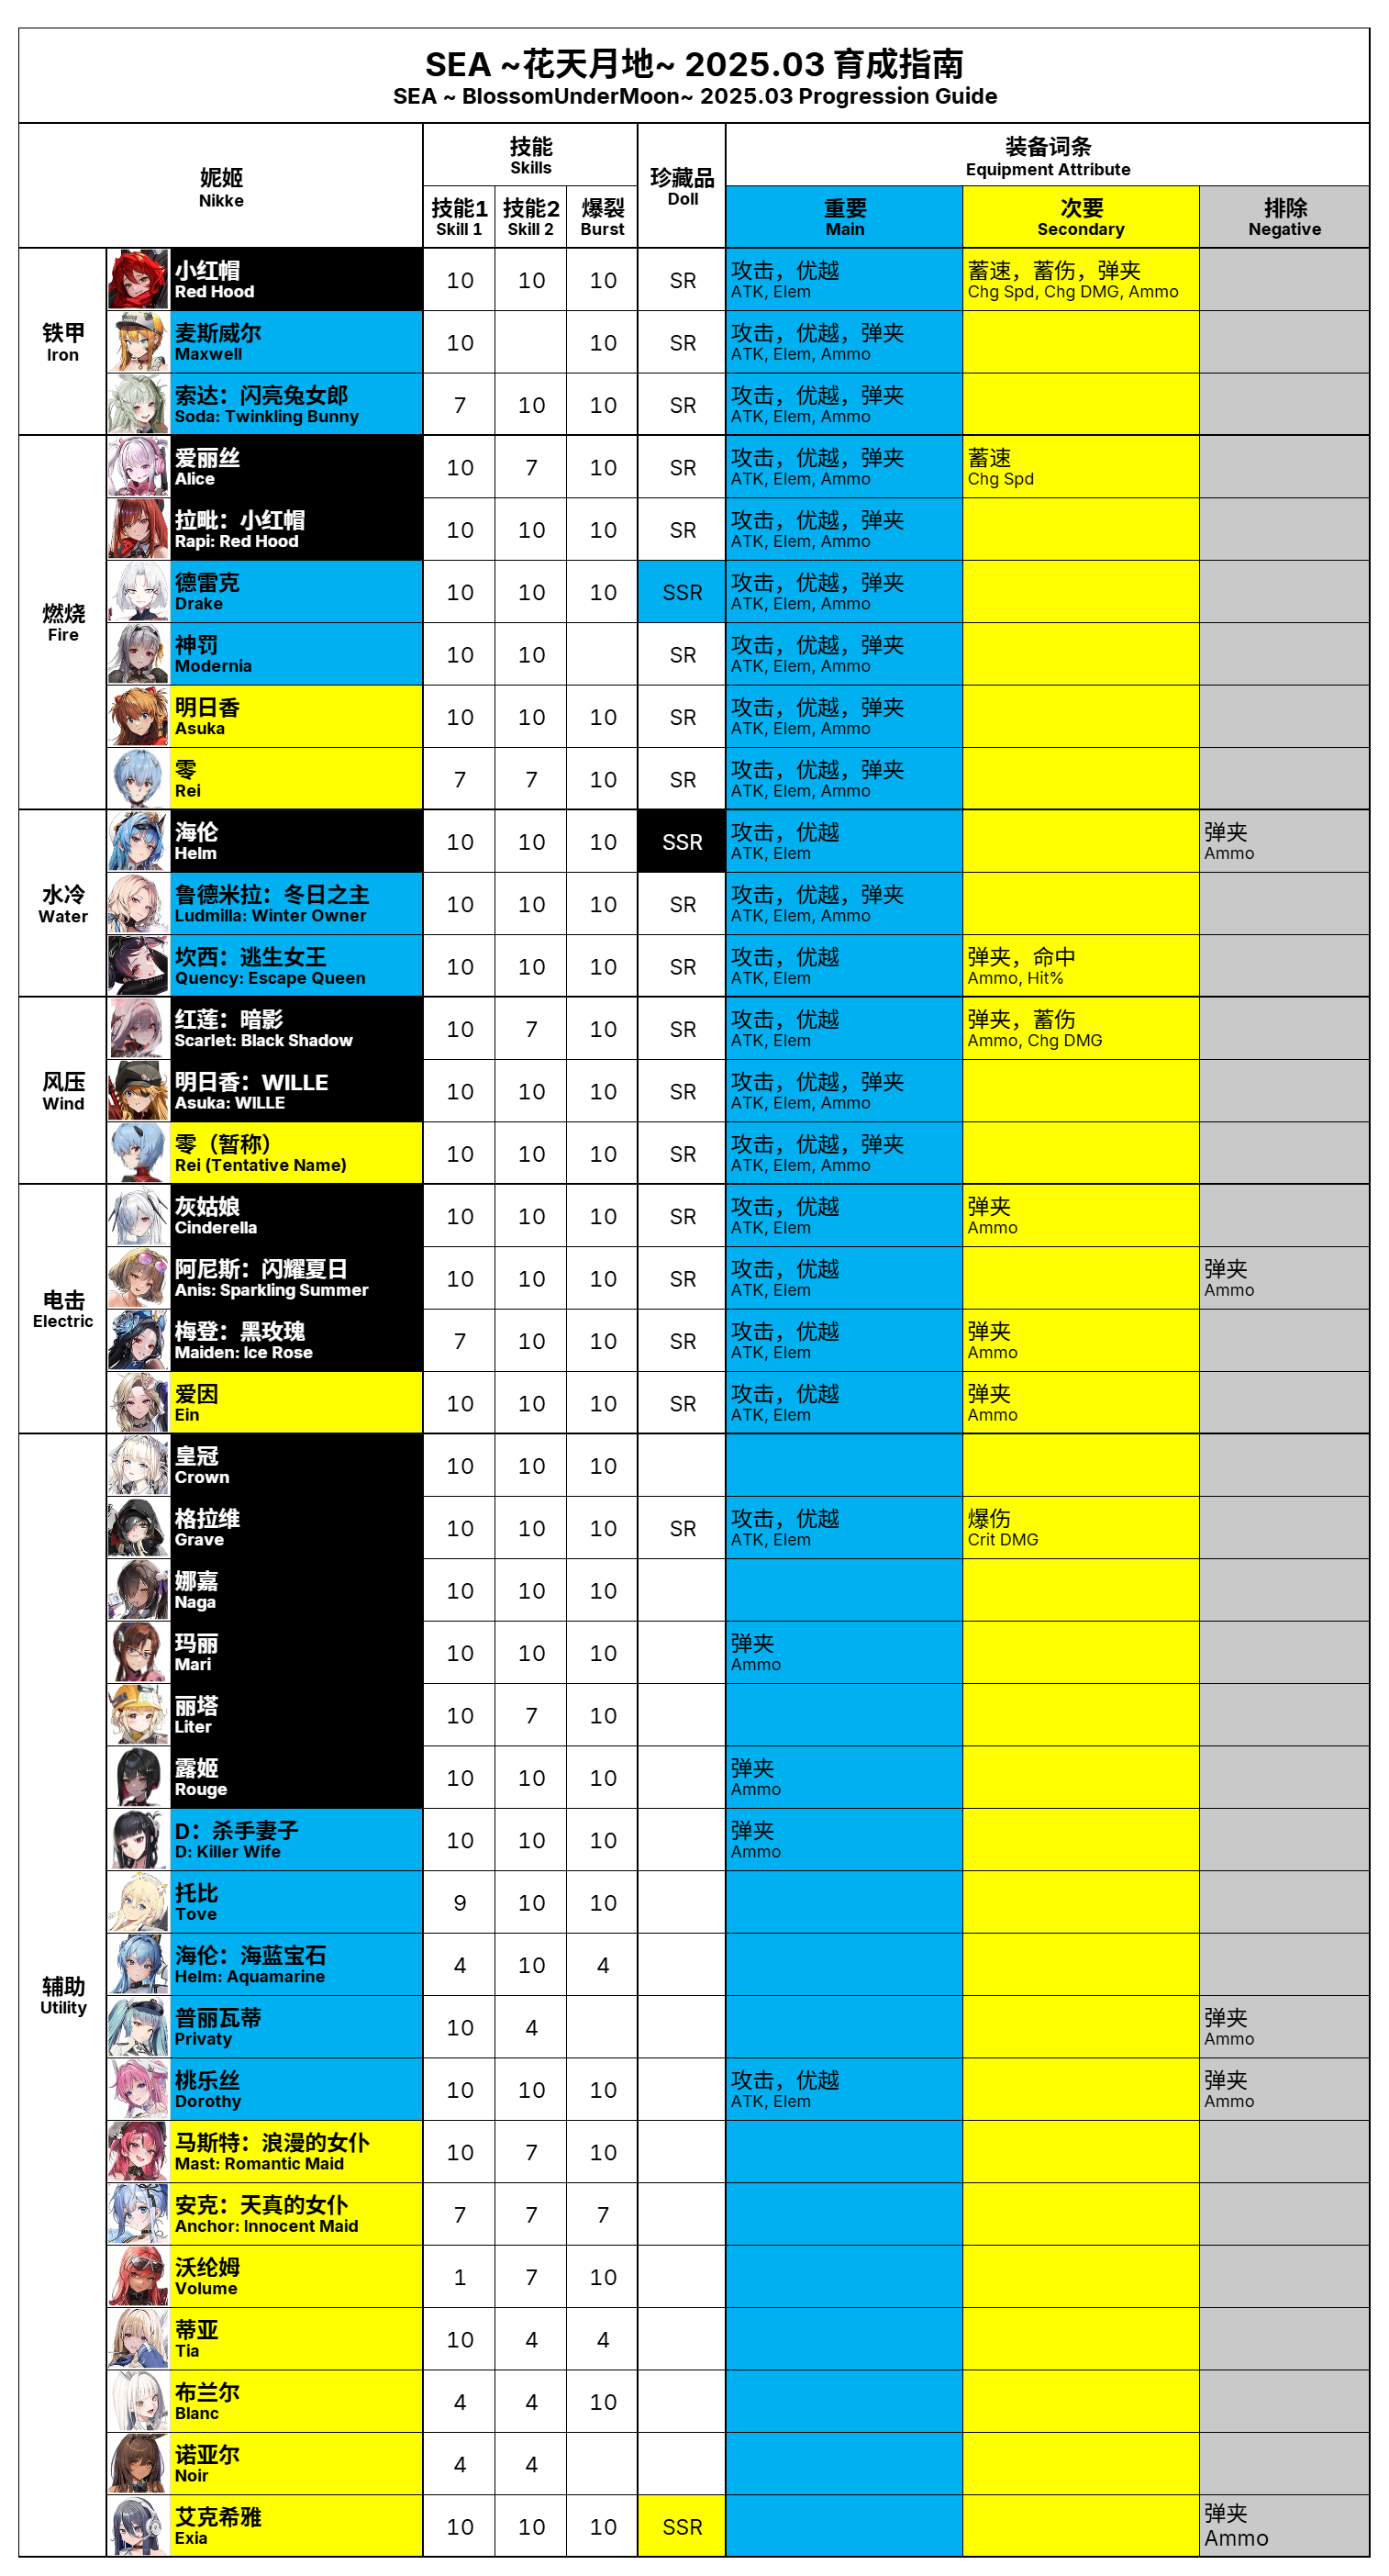 SEA ~花天月地~ 2025.03 育成指南
SEA ~ BlossomUnderMoon~ 2025.03 Progression Guide
妮姬
Nikke
技能
Skills
珍藏品
Doll
装备词条
Equipment Attribute
技能1
Skill 1
技能2
Skill 2
爆裂
Burst
重要
Main
次要
Secondary
排除
Negative
铁甲
Iron
小红帽
Red Hood
10 10 10 SR
攻击，优越
ATK, Elem
蓄速，蓄伤，弹夹
Chg Spd, Chg DMG, Ammo
麦斯威尔
Maxwell
10 10 SR
攻击，优越，弹夹
ATK, Elem, Ammo
索达：闪亮兔女郎
Soda: Twinkling Bunny
7 10 10 SR
攻击，优越，弹夹
ATK, Elem, Ammo
燃烧
Fire
爱丽丝
Alice
10 7 10 SR
攻击，优越，弹夹
ATK, Elem, Ammo
蓄速
Chg Spd
拉毗：小红帽
Rapi: Red Hood
10 10 10 SR
攻击，优越，弹夹
ATK, Elem, Ammo
德雷克
Drake
10 10 10 SSR
攻击，优越，弹夹
ATK, Elem, Ammo
神罚
Modernia
10 10 SR
攻击，优越，弹夹
ATK, Elem, Ammo
明日香
Asuka
10 10 10 SR
攻击，优越，弹夹
ATK, Elem, Ammo
零
Rei
7 7 10 SR
攻击，优越，弹夹
ATK, Elem, Ammo
水冷
Water
海伦
Helm
10 10 10 SSR
攻击，优越
ATK, Elem
弹夹
Ammo
鲁德米拉：冬日之主
Ludmilla: Winter Owner
10 10 10 SR
攻击，优越，弹夹
ATK, Elem, Ammo
坎西：逃生女王
Quency: Escape Queen
10 10 10 SR
攻击，优越
ATK, Elem
弹夹，命中
Ammo, Hit%
风压
Wind
红莲：暗影
Scarlet: Black Shadow
10 7 10 SR
攻击，优越
ATK, Elem
弹夹，蓄伤
Ammo, Chg DMG
明日香：WILLE
Asuka: WILLE
10 10 10 SR
攻击，优越，弹夹
ATK, Elem, Ammo
零（暂称）
Rei (Tentative Name)
10 10 10 SR
攻击，优越，弹夹
ATK, Elem, Ammo
电击
Electric
灰姑娘
Cinderella
10 10 10 SR
攻击，优越
ATK, Elem
弹夹
Ammo
阿尼斯：闪耀夏日
Anis: Sparkling Summer
10 10 10 SR
攻击，优越
ATK, Elem
弹夹
Ammo
梅登：黑玫瑰
Maiden: Ice Rose
7 10 10 SR
攻击，优越
ATK, Elem
弹夹
Ammo
爱因
Ein
10 10 10 SR
攻击，优越
ATK, Elem
弹夹
Ammo
辅助
Utility
皇冠
Crown
10 10 10
格拉维
Grave
10 10 10 SR
攻击，优越
ATK, Elem
爆伤
Crit DMG
娜嘉
Naga
10 10 10
玛丽
Mari
10 10 10
弹夹
Ammo
丽塔
Liter
10 7 10
露姬
Rouge
10 10 10
弹夹
Ammo
D：杀手妻子
D: Killer Wife
10 10 10
弹夹
Ammo
托比
Tove
9 10 10
海伦：海蓝宝石
Helm: Aquamarine
4 10 4
普丽瓦蒂
Privaty
10 4
弹夹
Ammo
桃乐丝
Dorothy
10 10 10
攻击，优越
ATK, Elem
弹夹
Ammo
马斯特：浪漫的女仆
Mast: Romantic Maid
10 7 10
安克：天真的女仆
Anchor: Innocent Maid
7 7 7
沃纶姆
Volume
1 7 10
蒂亚
Tia
10 4 4
布兰尔
Blanc
4 4 10
诺亚尔
Noir
4 4
艾克希雅
Exia
10 10 10 SSR
弹夹
Ammo